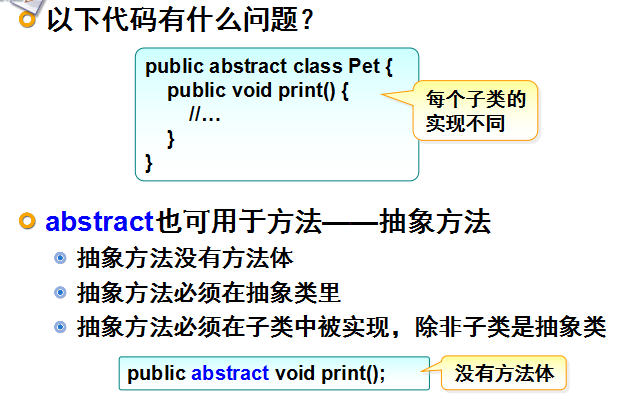 以下代码有什么问题？
public abstract class Pet {
public void print() {
//…
}
}
每个子类的
实现不同
abstract也可用于方法——抽象方法
抽象方法没有方法体
抽象方法必须在抽象类里
抽象方法必须在子类中被实现，除非子类是抽象类
public abstract void print();
没有方法体